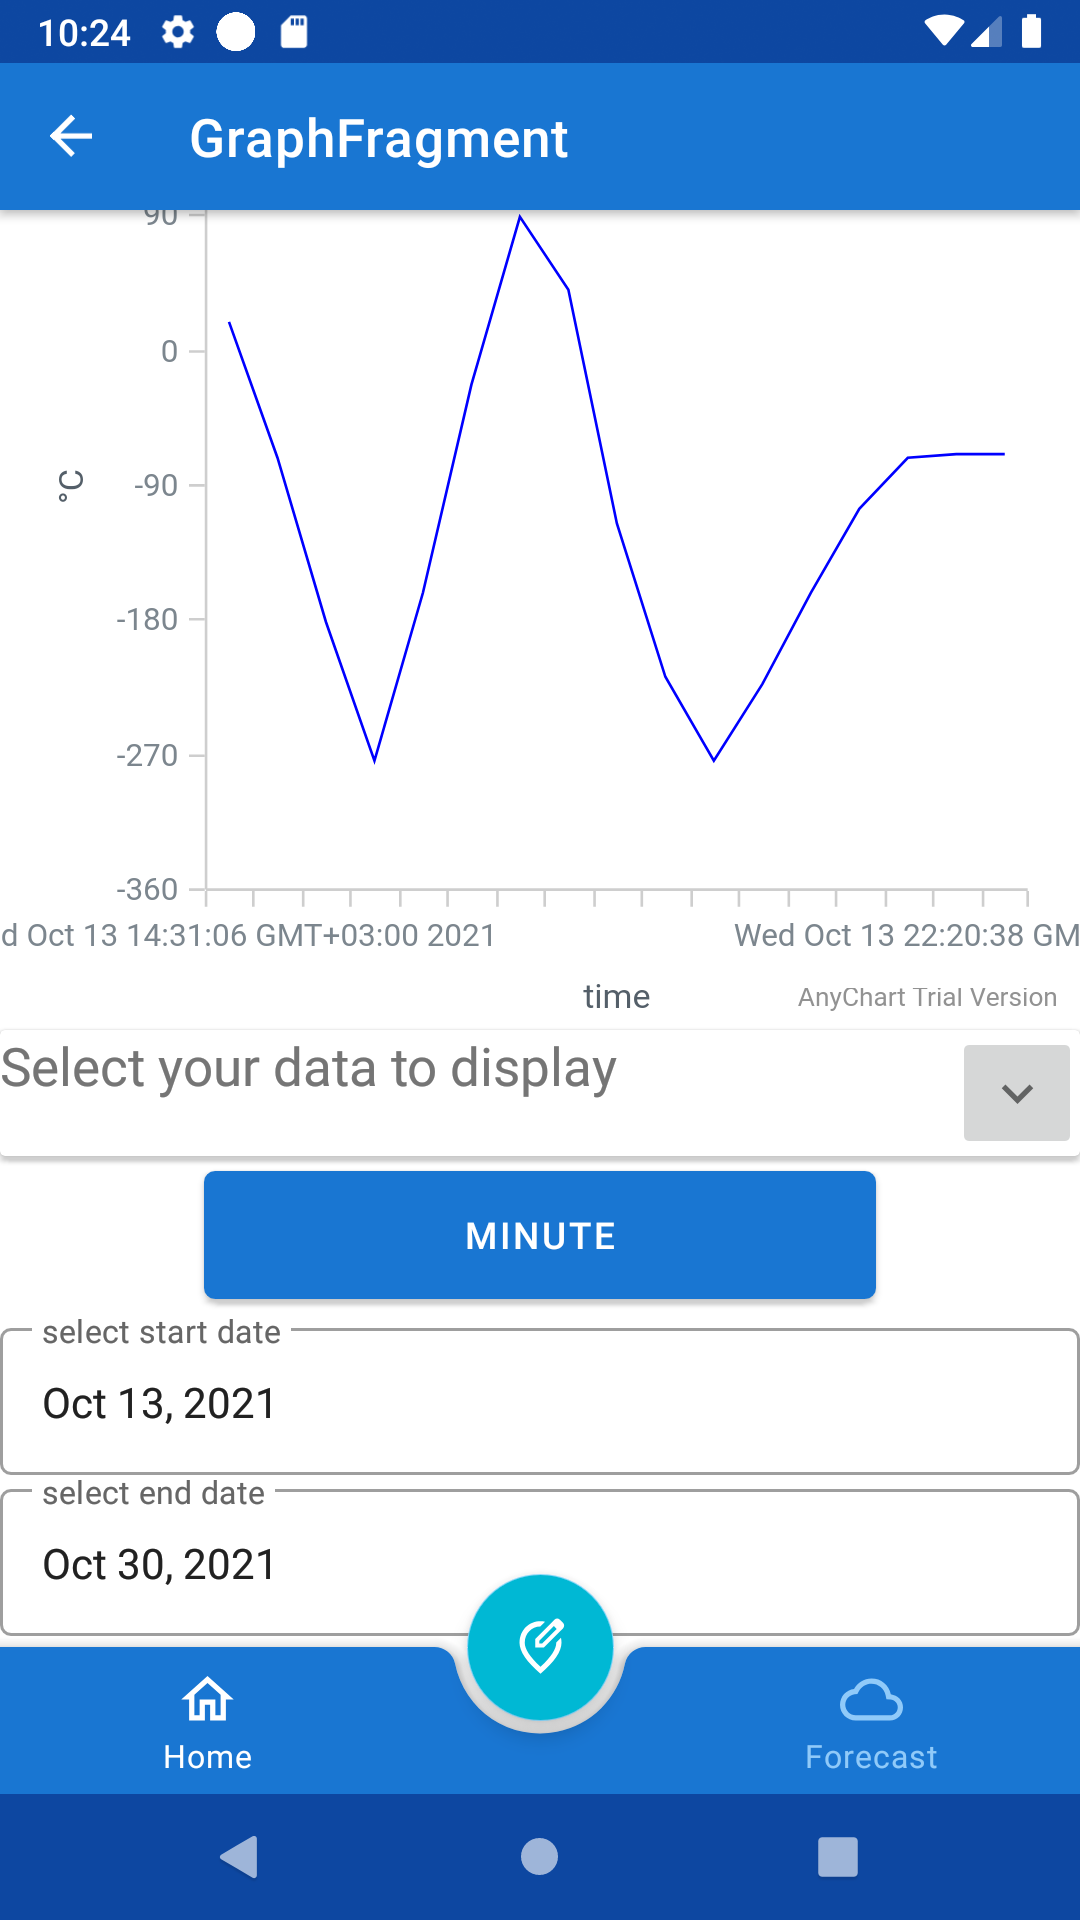 10:24
GraphFragment
90
0
°C
-90
-180
-270
-360
d Oct 13 14:31:06 GMT+03:00 2021
Wed Oct 13 22:20:38 GM
time
AnyChart Trial Version
Select your data to display
MINUTE
select start date
Oct 13, 2021
select end date
Oct 30, 2021
Home
Forecast